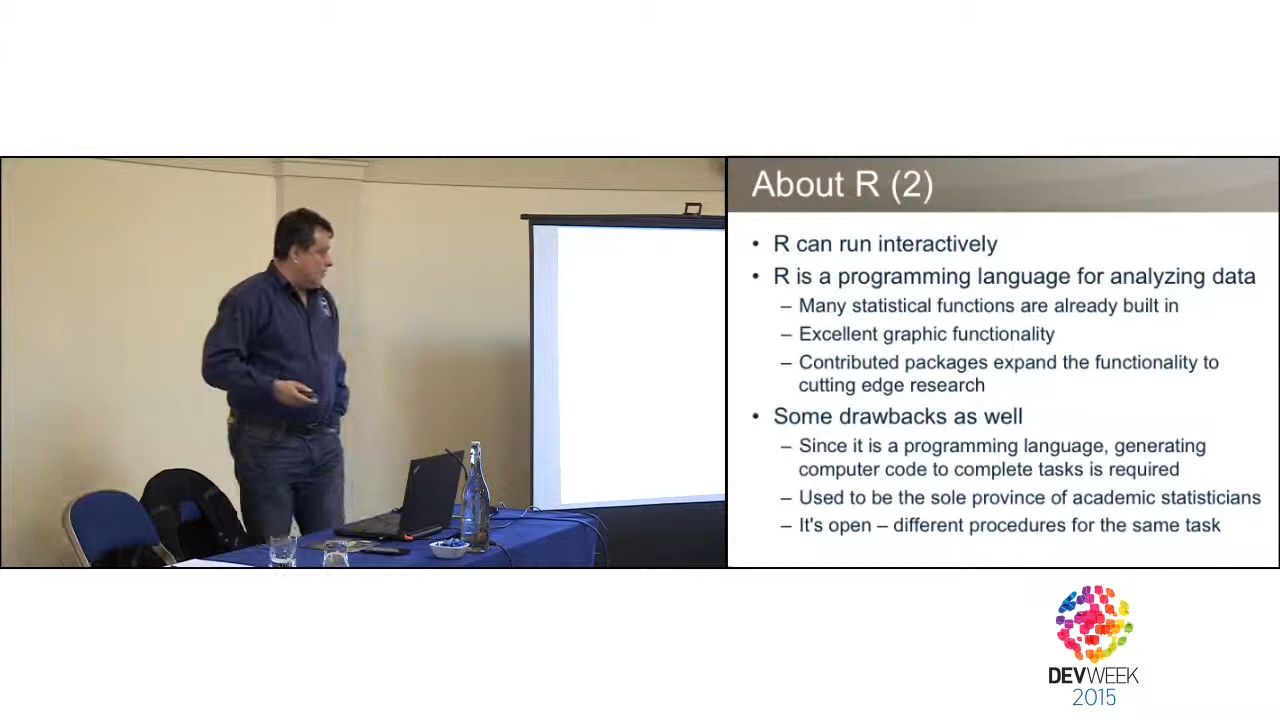 About R (2)
• R can run interactively
• R is a programming language for analyzing data
– Many statistical functions are already built in
– Excellent graphic functionality
– Contributed packages expand the functionality to
cutting edge research
• Some drawbacks as well
– Since it is a programming language, generating
computer code to complete tasks is required
– Used to be the sole province of academic statisticians
– It's open – different procedures for the same task
DEVWEEK
2015